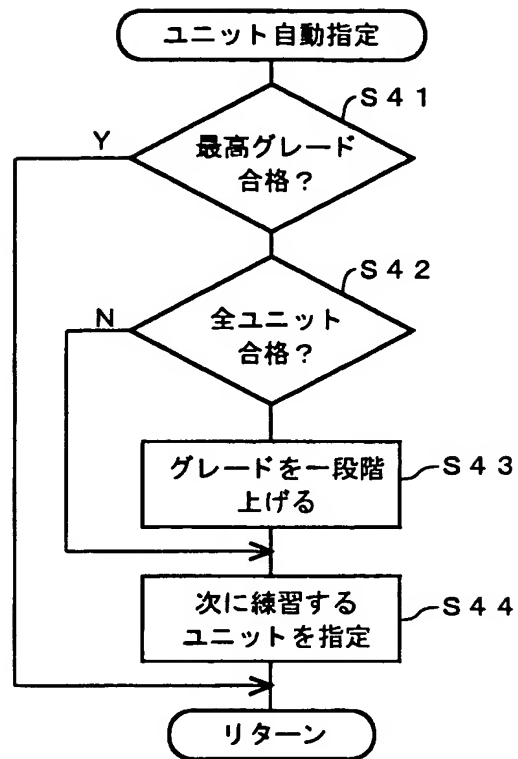 ユニット自動指定
S41
Y
最高グレード
合格?
S42
N
全ユニット
合格?
グレードを一段階
上げる
S43
次に練習する
ユニットを指定
S44
リターン